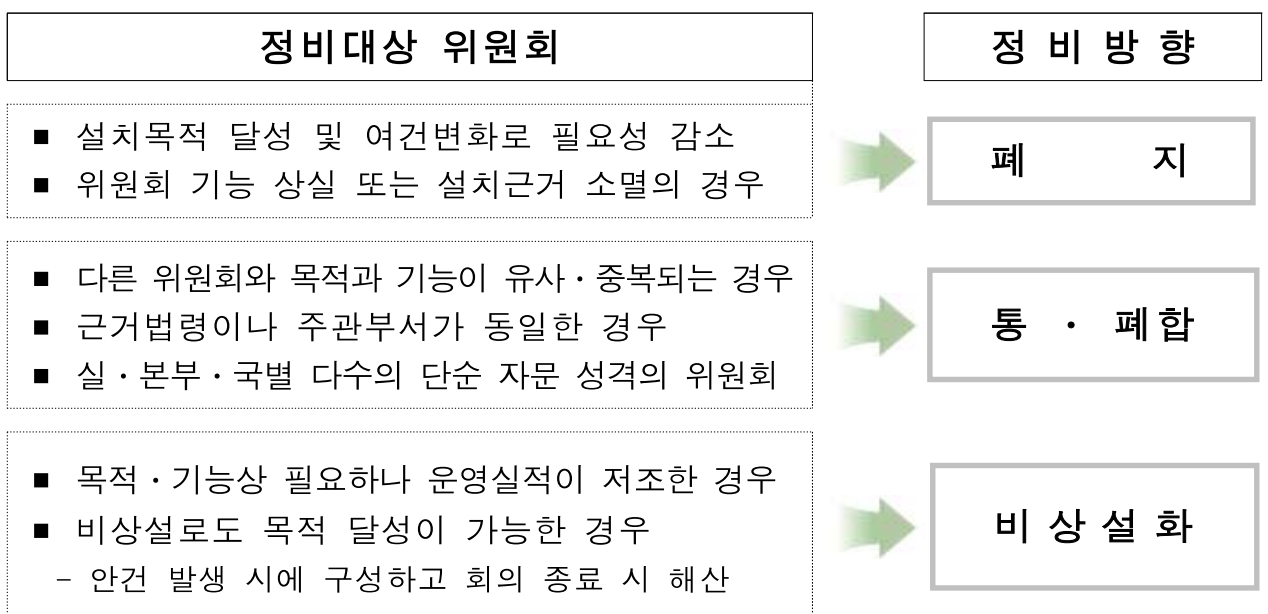 정비대상 위원회
정 비 방 향
■ 설치목적 달성 및 여건변화로 필요성 감소
■ 위원회 기능 상실 또는 설치근거 소멸의 경우
폐 지
■ 다른 위원회와 목적과 기능이 유사·중복되는 경우
■ 근거법령이나 주관부서가 동일한 경우
■ 실·본부·국별 다수의 단순 자문 성격의 위원회
통 · 폐합
■ 목적·기능상 필요하나 운영실적이 저조한 경우
■ 비상설로도 목적 달성이 가능한 경우
– 안건 발생 시에 구성하고 회의 종료 시 해산
비 상 설 화